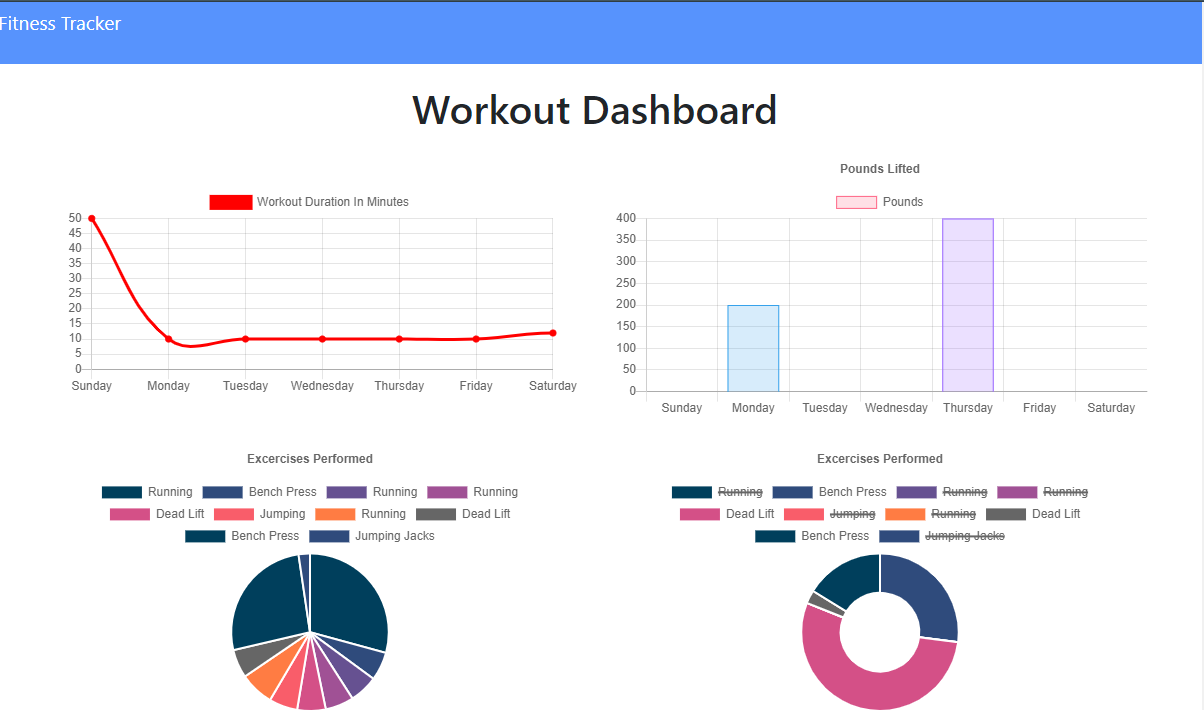 Fitness Tracker
Workout Dashboard
Workout Duration In Minutes
50
45
40
35
30
25
20
15
10
5
0
Sunday Monday Tuesday Wednesday Thursday Friday Saturday
Pounds Lifted
Pounds
400
350
300
250
200
150
100
50
0
Sunday Monday Tuesday Wednesday Thursday Friday Saturday
Excercises Performed
Running Bench Press Running Running
Dead Lift Jumping Running Dead Lift
Bench Press Jumping Jacks
Excercises Performed
Running Bench Press Running Running
Dead Lift Jumping Running Dead Lift
Bench Press Jumping Jacks